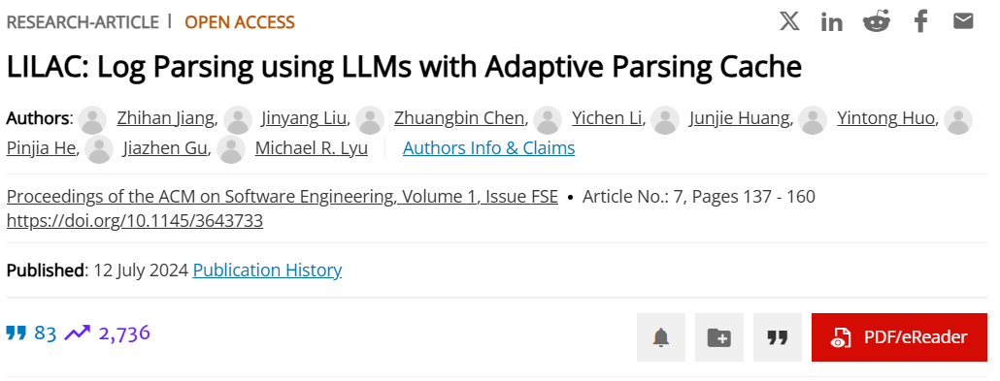 RESEARCH-ARTICLE | OPEN ACCESS
LILAC: Log Parsing using LLMs with Adaptive Parsing Cache
Authors: Zhihan Jiang, Jinyang Liu, Zhuangbin Chen, Yichen Li, Junjie Huang, Yintong Huo,
Pinjia He, Jiazhen Gu, Michael R. Lyu Authors Info & Claims
Proceedings of the ACM on Software Engineering, Volume 1, Issue FSE • Article No.: 7, Pages 137 - 160
https://doi.org/10.1145/3643733
Published: 12 July 2024 Publication History
83 2,736
PDF/eReader